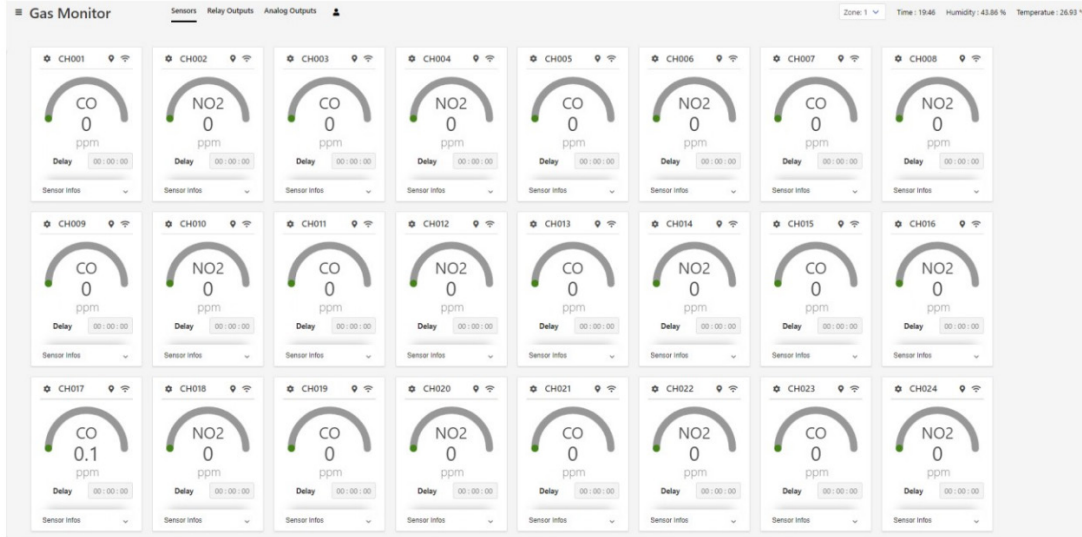 Gas Monitor Sensors Relay Outputs Analog Outputs Zone: 1 Time : 19:46 Humidity : 43.86 % Temperatue : 26.93
CH001 CH002 CH003 CH004 CH005 CH006 CH007 CH008
CO NO2 CO NO2 CO NO2 CO NO2
0 0 0 0 0 0 0 0
ppm ppm ppm ppm ppm ppm ppm ppm
Delay 00 : 00 : 00 Delay 00 : 00 : 00 Delay 00 : 00 : 00 Delay 00 : 00 : 00 Delay 00 : 00 : 00 Delay 00 : 00 : 00 Delay 00 : 00 : 00 Delay 00 : 00 : 00
Sensor Infos Sensor Infos Sensor Infos Sensor Infos Sensor Infos Sensor Infos Sensor Infos Sensor Infos
CH009 CH010 CH011 CH012 CH013 CH014 CH015 CH016
CO NO2 CO NO2 CO NO2 CO NO2
0 0 0 0 0 0 0 0
ppm ppm ppm ppm ppm ppm ppm ppm
Delay 00 : 00 : 00 Delay 00 : 00 : 00 Delay 00 : 00 : 00 Delay 00 : 00 : 00 Delay 00 : 00 : 00 Delay 00 : 00 : 00 Delay 00 : 00 : 00 Delay 00 : 00 : 00
Sensor Infos Sensor Infos Sensor Infos Sensor Infos Sensor Infos Sensor Infos Sensor Infos Sensor Infos
CH017 CH018 CH019 CH020 CH021 CH022 CH023 CH024
CO NO2 CO NO2 CO NO2 CO NO2
0.1 0 0 0 0 0 0 0
ppm ppm ppm ppm ppm ppm ppm ppm
Delay 00 : 00 : 00 Delay 00 : 00 : 00 Delay 00 : 00 : 00 Delay 00 : 00 : 00 Delay 00 : 00 : 00 Delay 00 : 00 : 00 Delay 00 : 00 : 00 Delay 00 : 00 : 00
Sensor Infos Sensor Infos Sensor Infos Sensor Infos Sensor Infos Sensor Infos Sensor Infos Sensor Infos